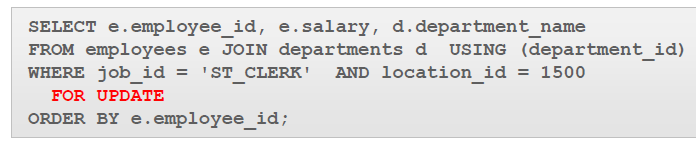 SELECT e.employee_id, e.salary, d.department_name
FROM employees e JOIN departments d  USING (department_id)
WHERE job_id = 'ST_CLERK'  AND location_id = 1500
  FOR UPDATE
ORDER BY e.employee_id;